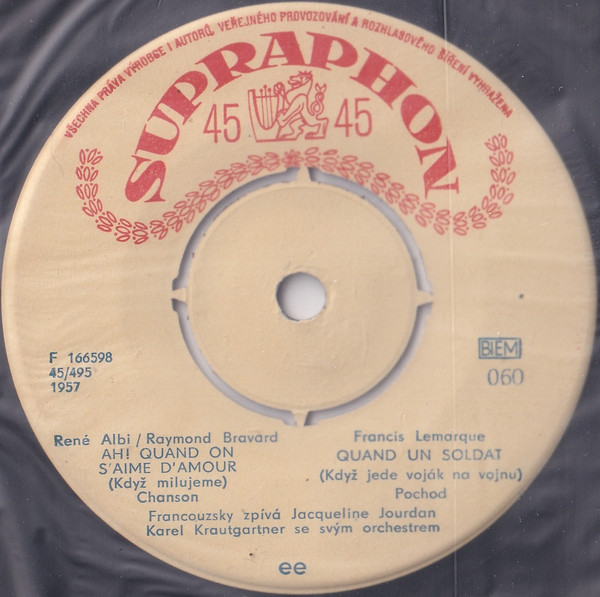 VŠECHNA PRÁVA VÝROBCE I AUTORŮ, VEŘEJNÉHO PROVOZOVÁNÍ A ROZHLASOVÉHO ŠÍŘENÍ VYHRAŽENA
SUPRAPHON
45 45
F 166598
45/495
1957
BIEM
060
René Albi / Raymond Bravard
AH! QUAND ON
S'AIME D'AMOUR
(Když milujeme)
Chanson
Francis Lemarque
QUAND UN SOLDAT
(Když jede voják na vojnu)
Pochod
Francouzsky zpívá Jacqueline Jourdan
Karel Krautgartner se svým orchestrem
ee